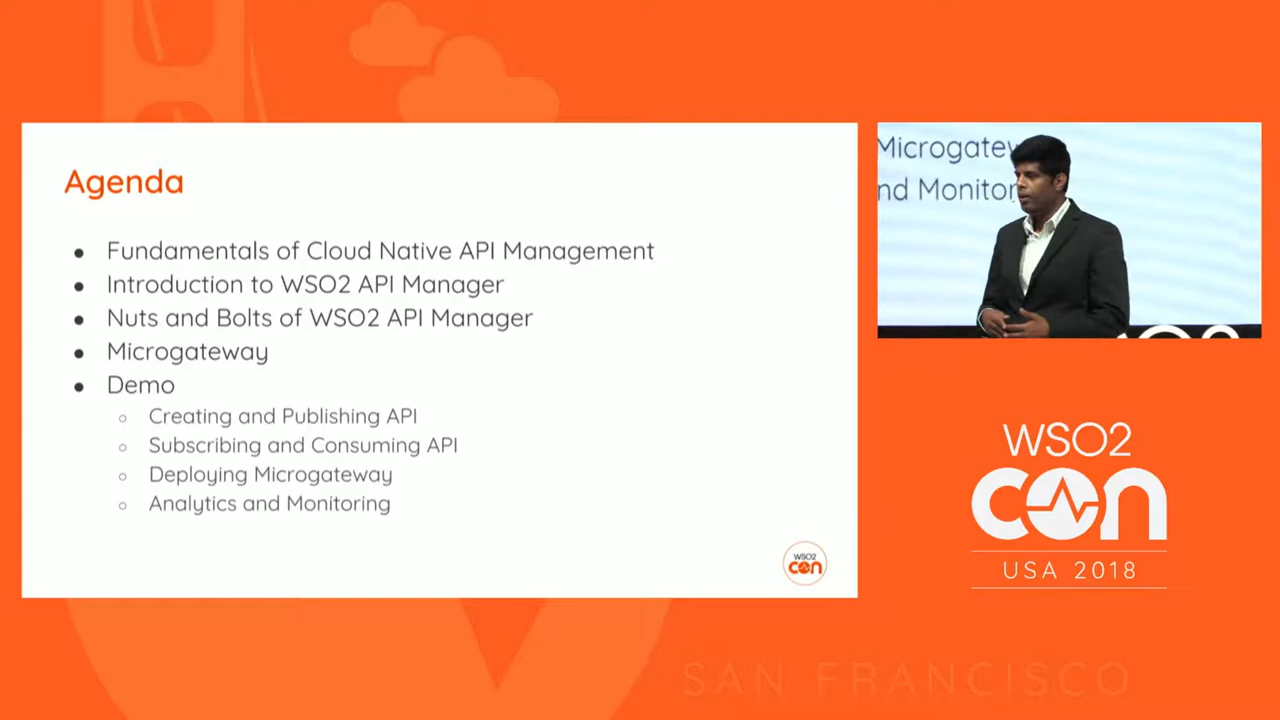 Agenda
● Fundamentals of Cloud Native API Management
● Introduction to WSO2 API Manager
● Nuts and Bolts of WSO2 API Manager
● Microgateway
● Demo
○ Creating and Publishing API
○ Subscribing and Consuming API
○ Deploying Microgateway
○ Analytics and Monitoring
WSO2
con
Microgatew
nd Monitor
WSO2
con
USA 2018
SAN FRANCISCO